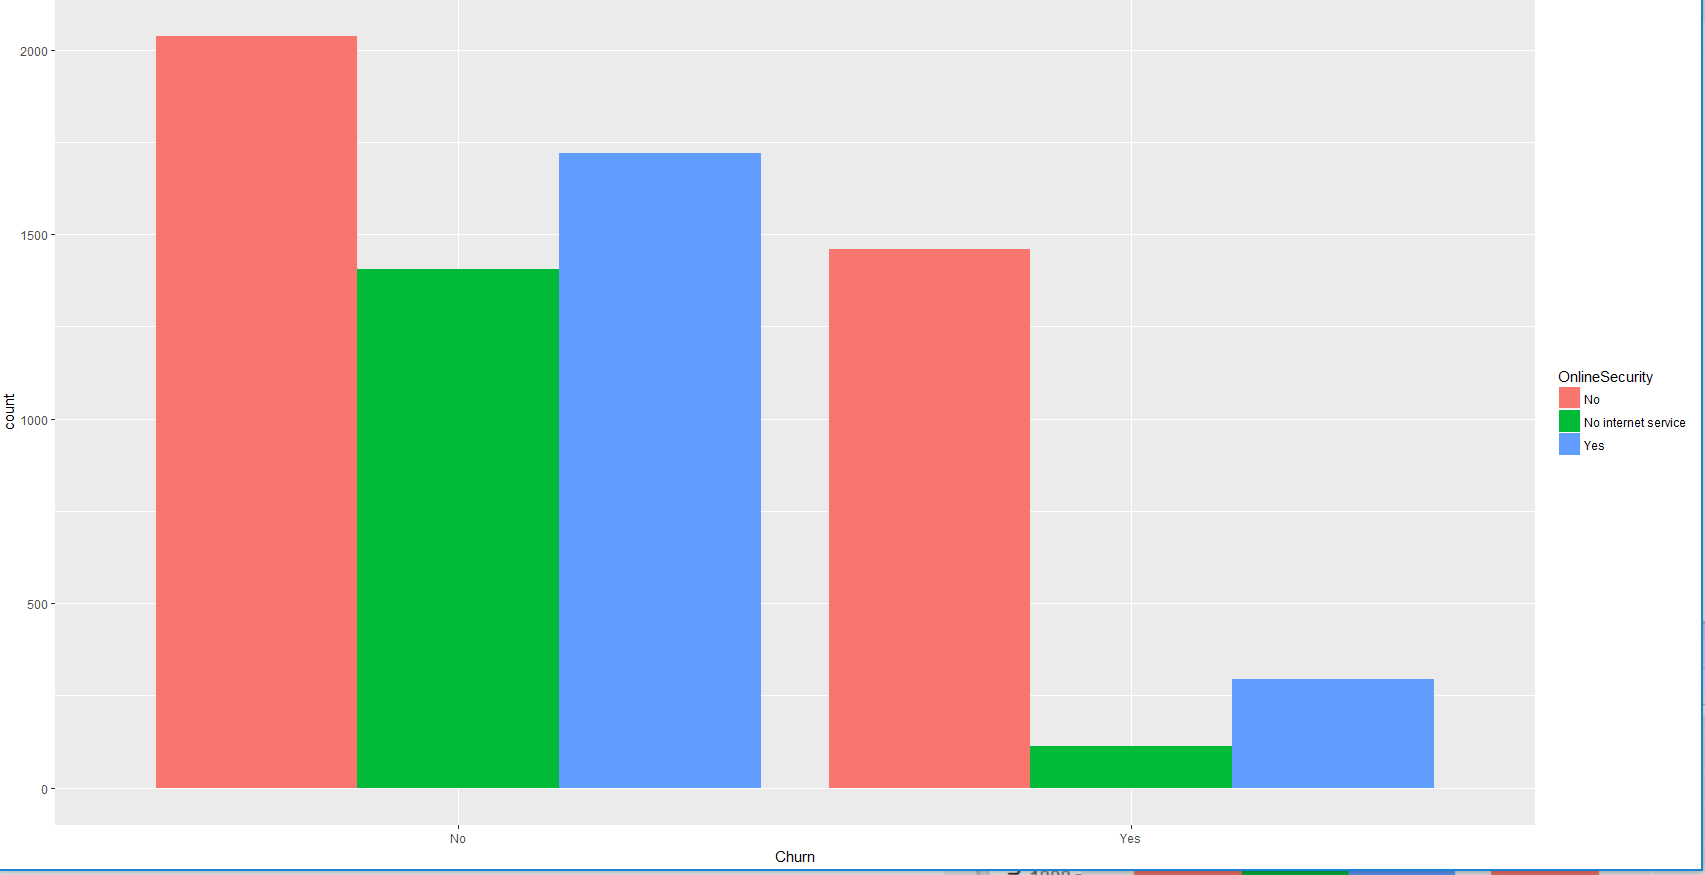 2000
1500
1000
500
0
count
No
Yes
Churn
OnlineSecurity
No
No internet service
Yes